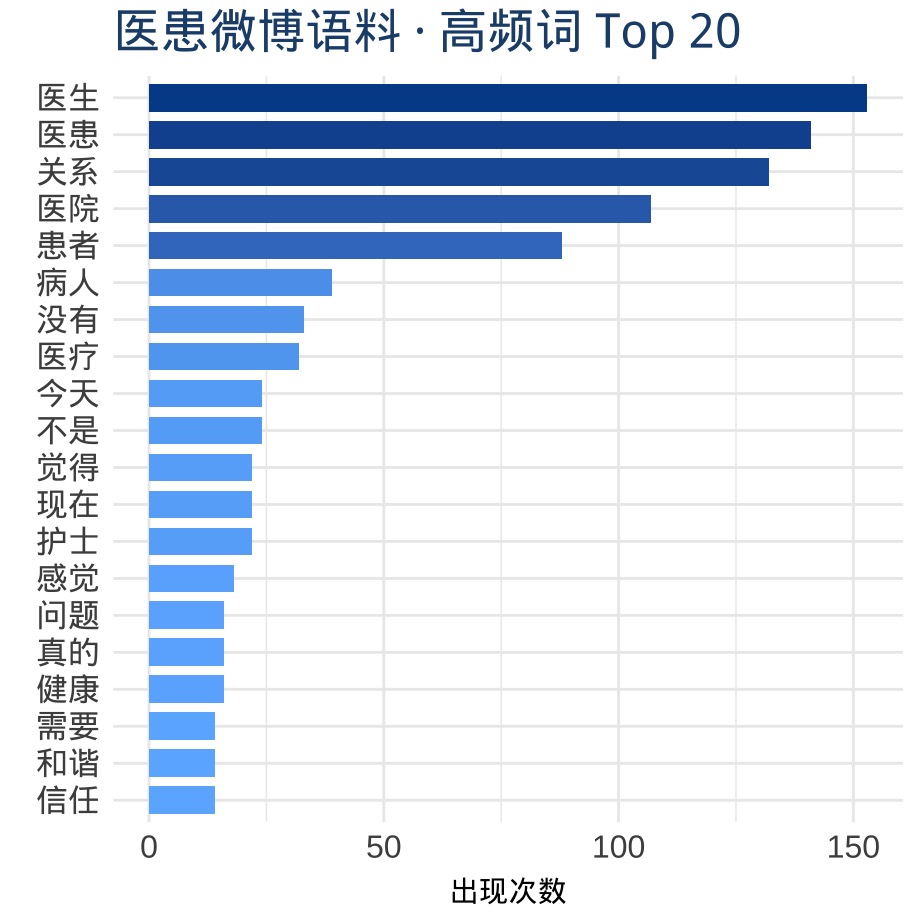 医患微博语料 · 高频词 Top 20
医生
医患
关系
医院
患者
病人
没有
医疗
今天
不是
觉得
现在
护士
感觉
问题
真的
健康
需要
和谐
信任
0 50 100 150
出现次数